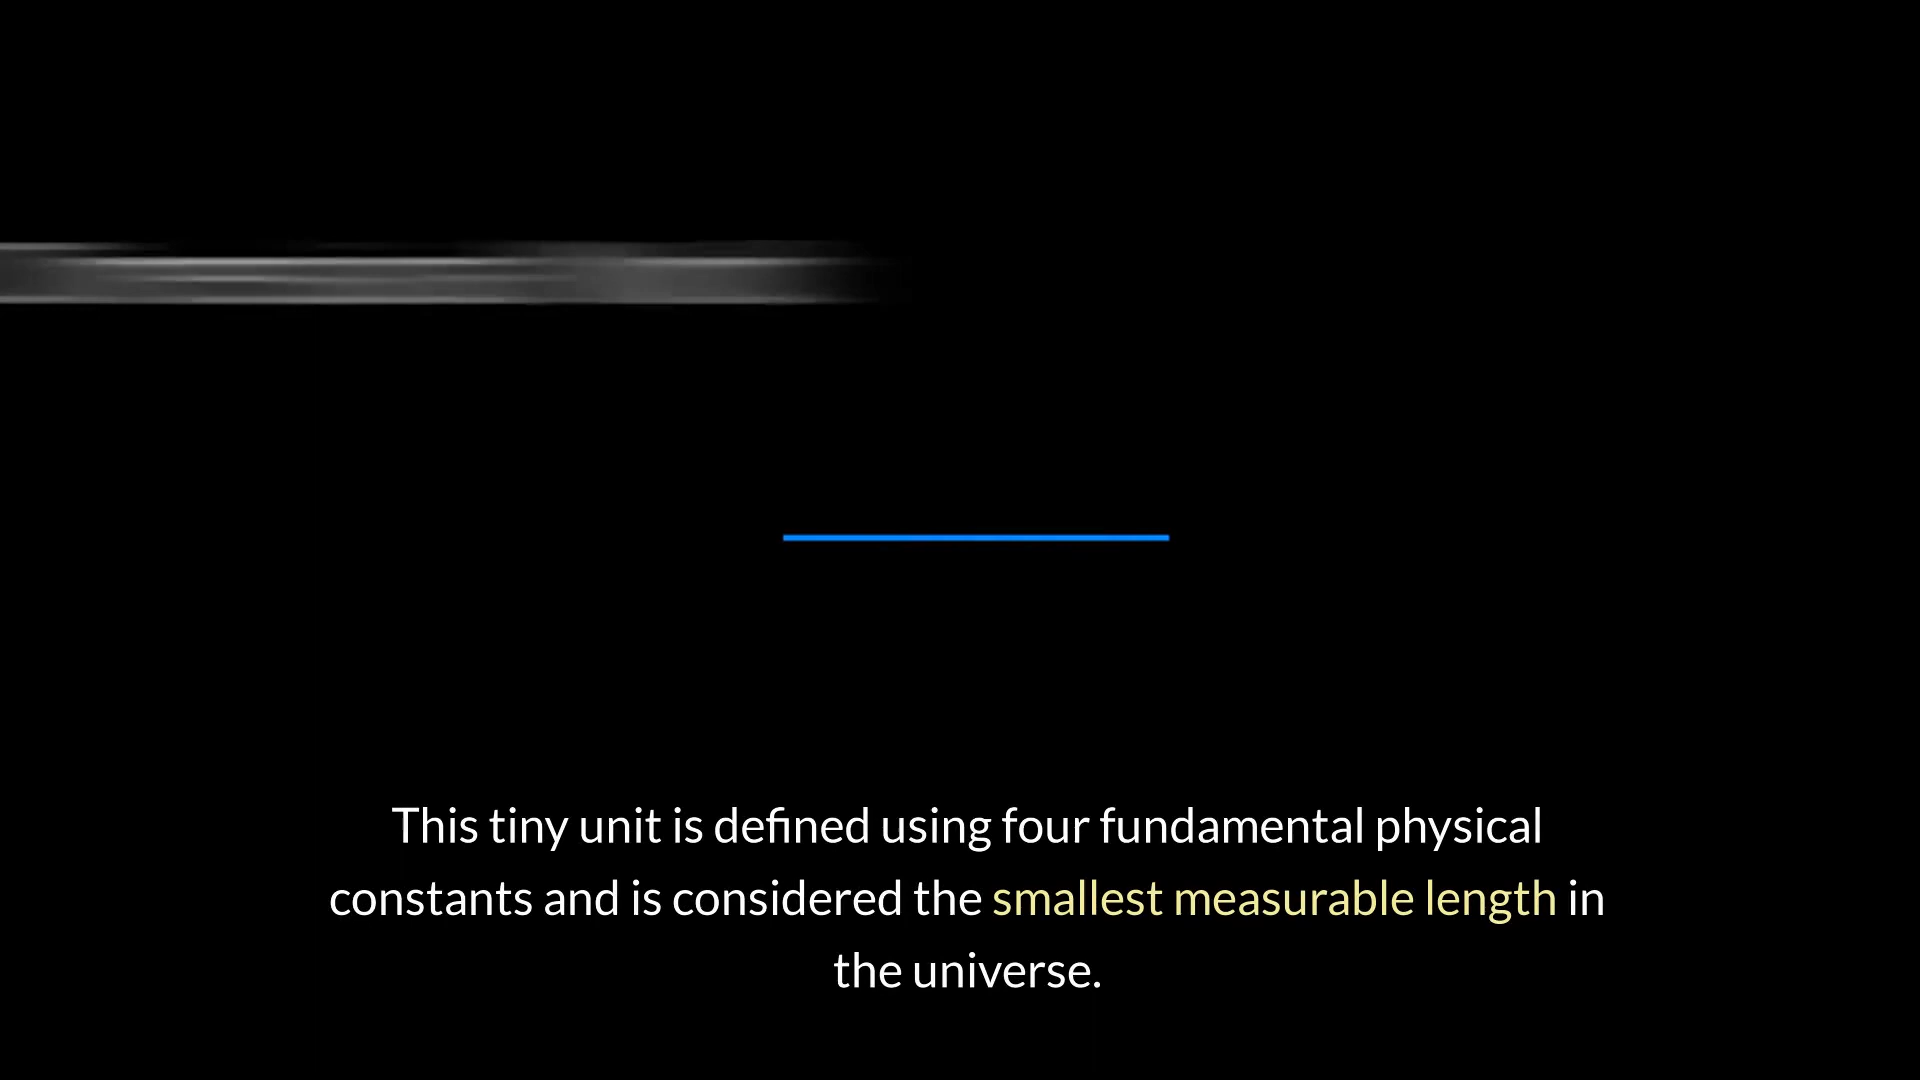 This tiny unit is defined using four fundamental physical
constants and is considered the smallest measurable length in
the universe.